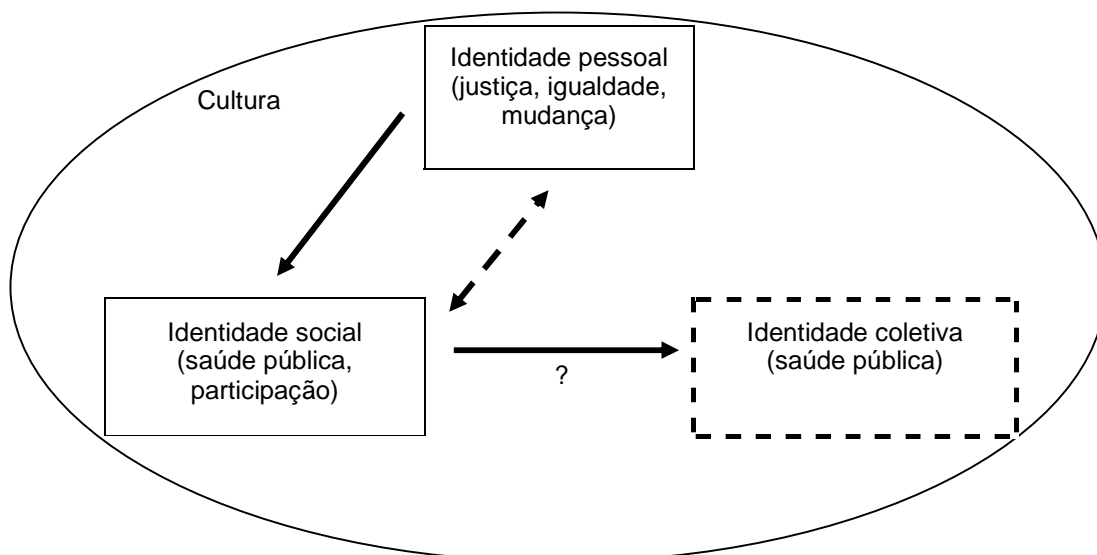 Identidade pessoal
(justiça, igualdade,
mudança)
Cultura
Identidade social
(saúde pública,
participação)
?
Identidade coletiva
(saúde pública)